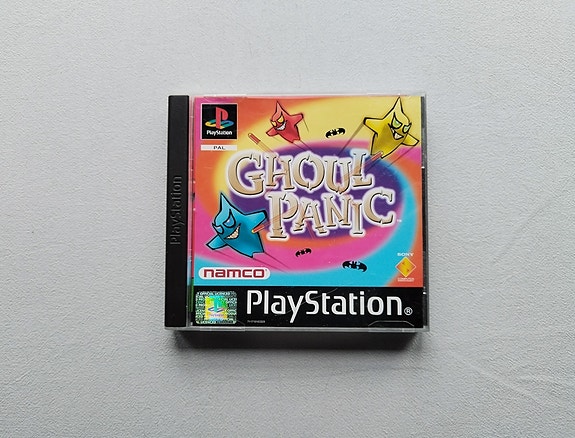 PlayStation
PlayStation
PAL
GHOUL
PANIC
SONY
namco
PlayStation®